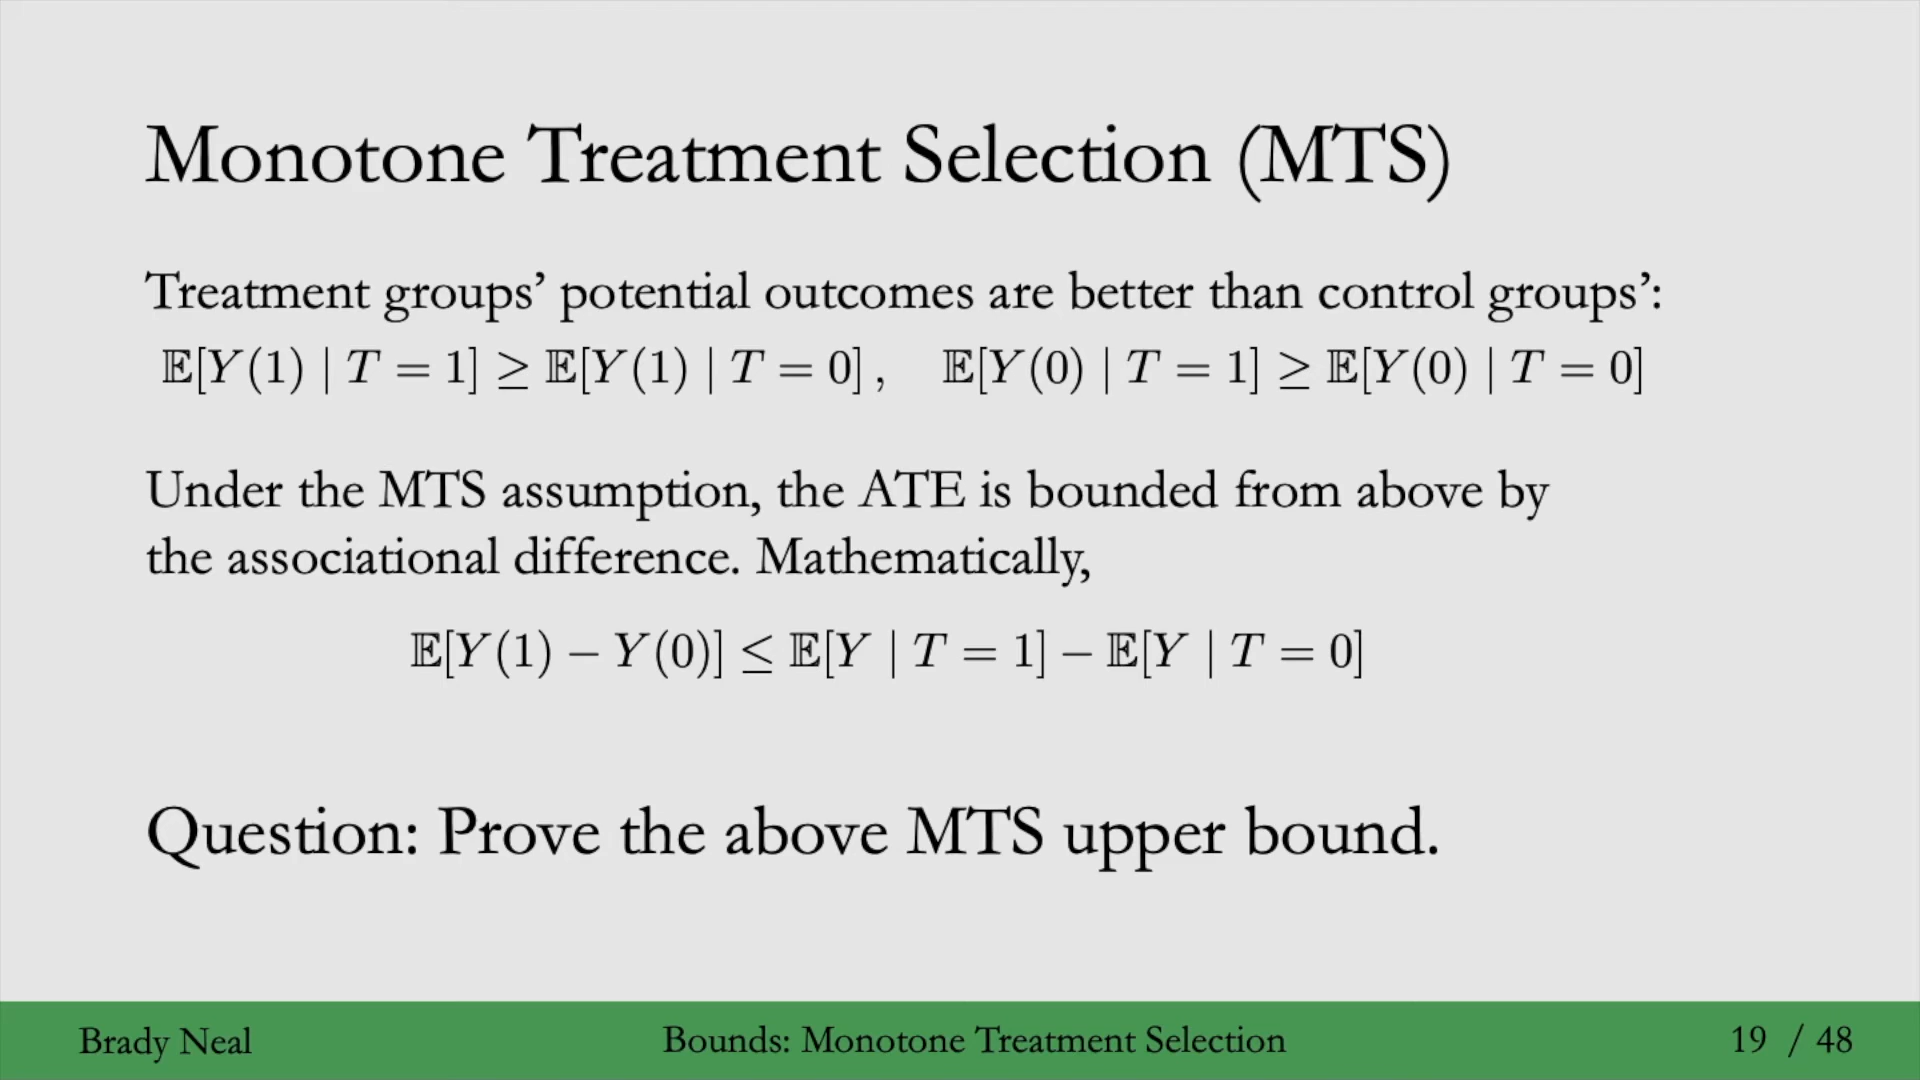 Monotone Treatment Selection (MTS)
Treatment groups’ potential outcomes are better than control groups’:
𝔼[Y(1) | T = 1] ≥ 𝔼[Y(1) | T = 0] , 𝔼[Y(0) | T = 1] ≥ 𝔼[Y(0) | T = 0]
Under the MTS assumption, the ATE is bounded from above by
the associational difference. Mathematically,
𝔼[Y(1) − Y(0)] ≤ 𝔼[Y | T = 1] − 𝔼[Y | T = 0]
Question: Prove the above MTS upper bound.
Brady Neal
Bounds: Monotone Treatment Selection
19 / 48